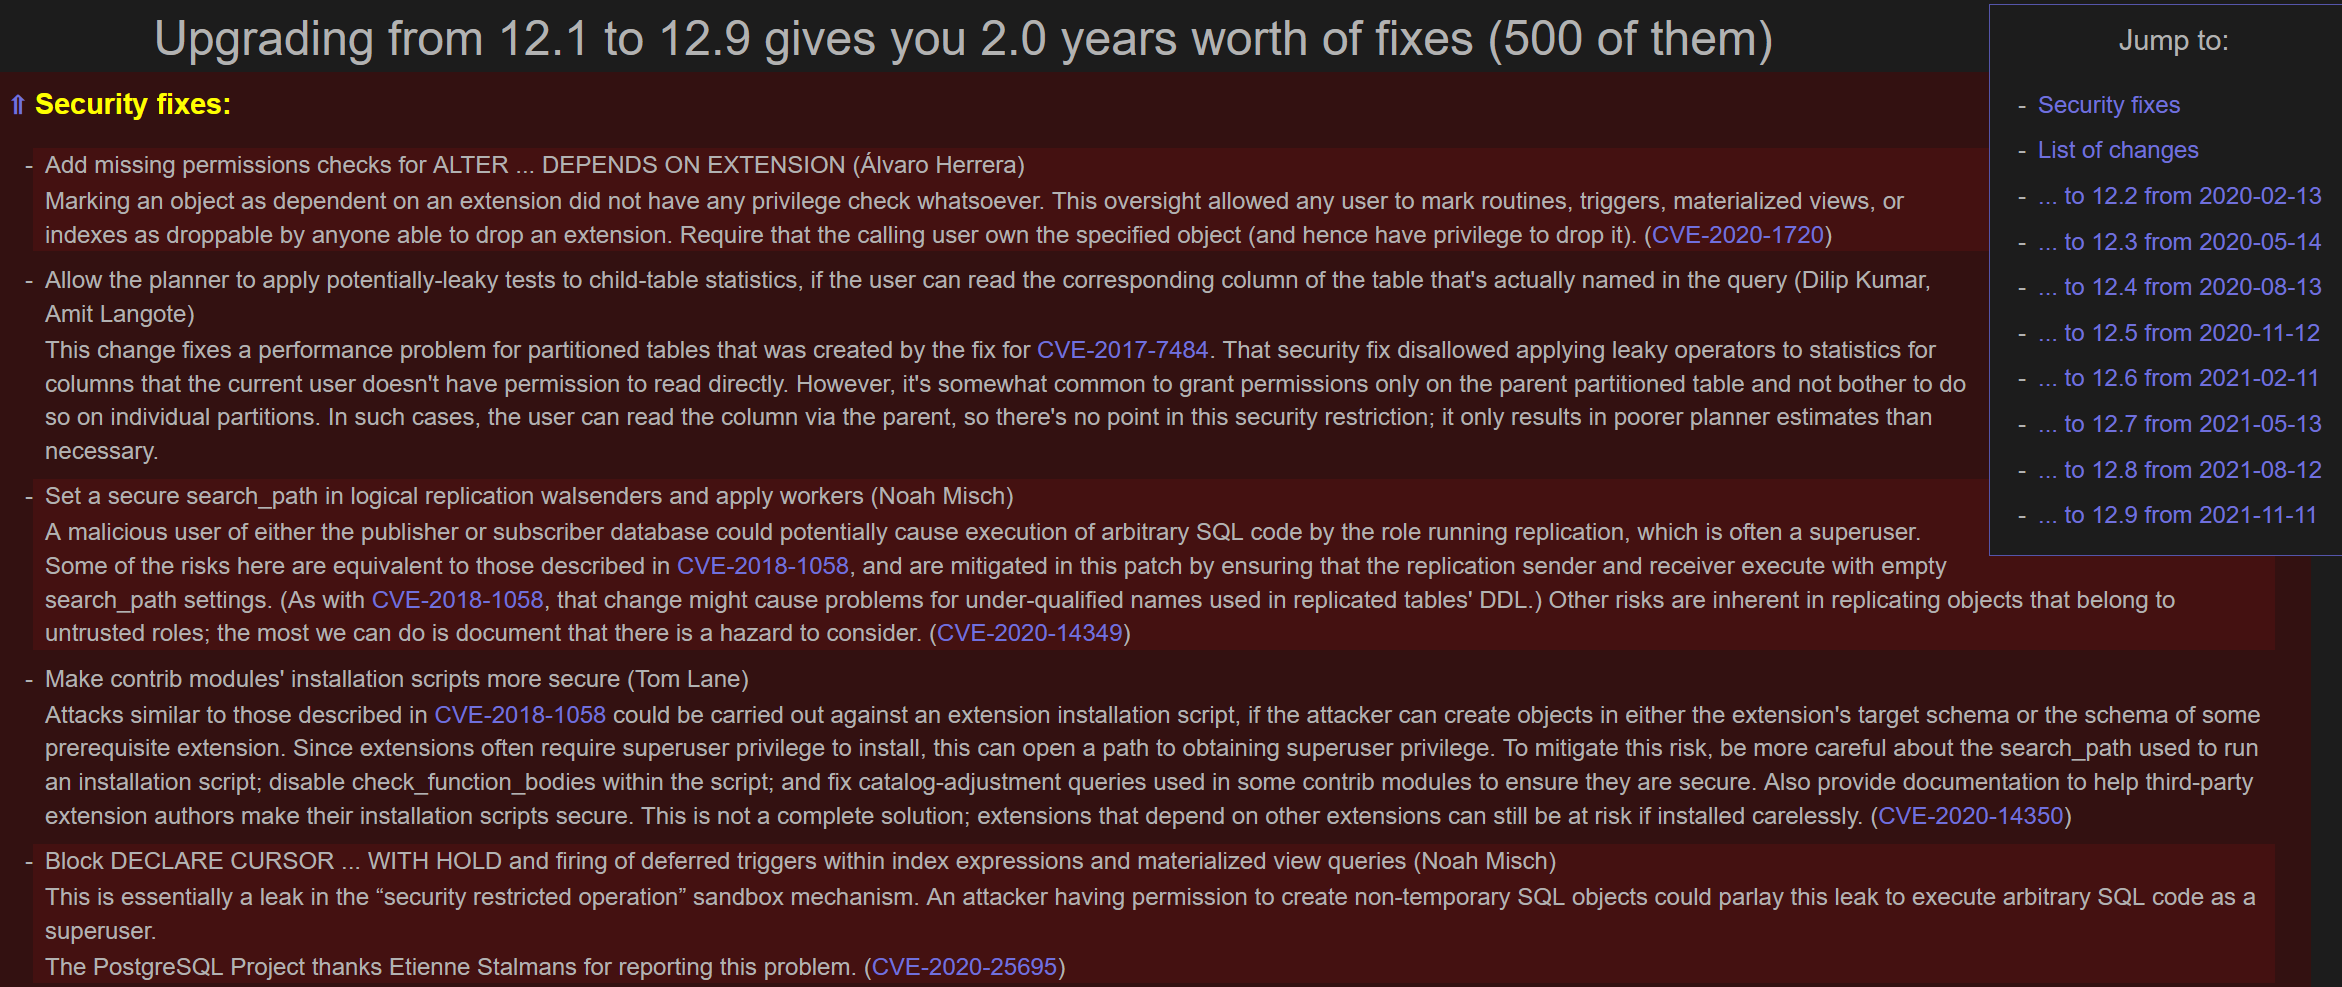 Upgrading from 12.1 to 12.9 gives you 2.0 years worth of fixes (500 of them)
⇑ Security fixes:
- Add missing permissions checks for ALTER ... DEPENDS ON EXTENSION (Álvaro Herrera)
Marking an object as dependent on an extension did not have any privilege check whatsoever. This oversight allowed any user to mark routines, triggers, materialized views, or
indexes as droppable by anyone able to drop an extension. Require that the calling user own the specified object (and hence have privilege to drop it). (CVE-2020-1720)
- Allow the planner to apply potentially-leaky tests to child-table statistics, if the user can read the corresponding column of the table that's actually named in the query (Dilip Kumar,
Amit Langote)
This change fixes a performance problem for partitioned tables that was created by the fix for CVE-2017-7484. That security fix disallowed applying leaky operators to statistics for
columns that the current user doesn't have permission to read directly. However, it's somewhat common to grant permissions only on the parent partitioned table and not bother to do
so on individual partitions. In such cases, the user can read the column via the parent, so there's no point in this security restriction; it only results in poorer planner estimates than
necessary.
- Set a secure search_path in logical replication walsenders and apply workers (Noah Misch)
A malicious user of either the publisher or subscriber database could potentially cause execution of arbitrary SQL code by the role running replication, which is often a superuser.
Some of the risks here are equivalent to those described in CVE-2018-1058, and are mitigated in this patch by ensuring that the replication sender and receiver execute with empty
search_path settings. (As with CVE-2018-1058, that change might cause problems for under-qualified names used in replicated tables' DDL.) Other risks are inherent in replicating objects that belong to
untrusted roles; the most we can do is document that there is a hazard to consider. (CVE-2020-14349)
- Make contrib modules' installation scripts more secure (Tom Lane)
Attacks similar to those described in CVE-2018-1058 could be carried out against an extension installation script, if the attacker can create objects in either the extension's target schema or the schema of some
prerequisite extension. Since extensions often require superuser privilege to install, this can open a path to obtaining superuser privilege. To mitigate this risk, be more careful about the search_path used to run
an installation script; disable check_function_bodies within the script; and fix catalog-adjustment queries used in some contrib modules to ensure they are secure. Also provide documentation to help third-party
extension authors make their installation scripts secure. This is not a complete solution; extensions that depend on other extensions can still be at risk if installed carelessly. (CVE-2020-14350)
- Block DECLARE CURSOR ... WITH HOLD and firing of deferred triggers within index expressions and materialized view queries (Noah Misch)
This is essentially a leak in the “security restricted operation” sandbox mechanism. An attacker having permission to create non-temporary SQL objects could parlay this leak to execute arbitrary SQL code as a
superuser.
The PostgreSQL Project thanks Etienne Stalmans for reporting this problem. (CVE-2020-25695)
Jump to:
- Security fixes
- List of changes
- ... to 12.2 from 2020-02-13
- ... to 12.3 from 2020-05-14
- ... to 12.4 from 2020-08-13
- ... to 12.5 from 2020-11-12
- ... to 12.6 from 2021-02-11
- ... to 12.7 from 2021-05-13
- ... to 12.8 from 2021-08-12
- ... to 12.9 from 2021-11-11